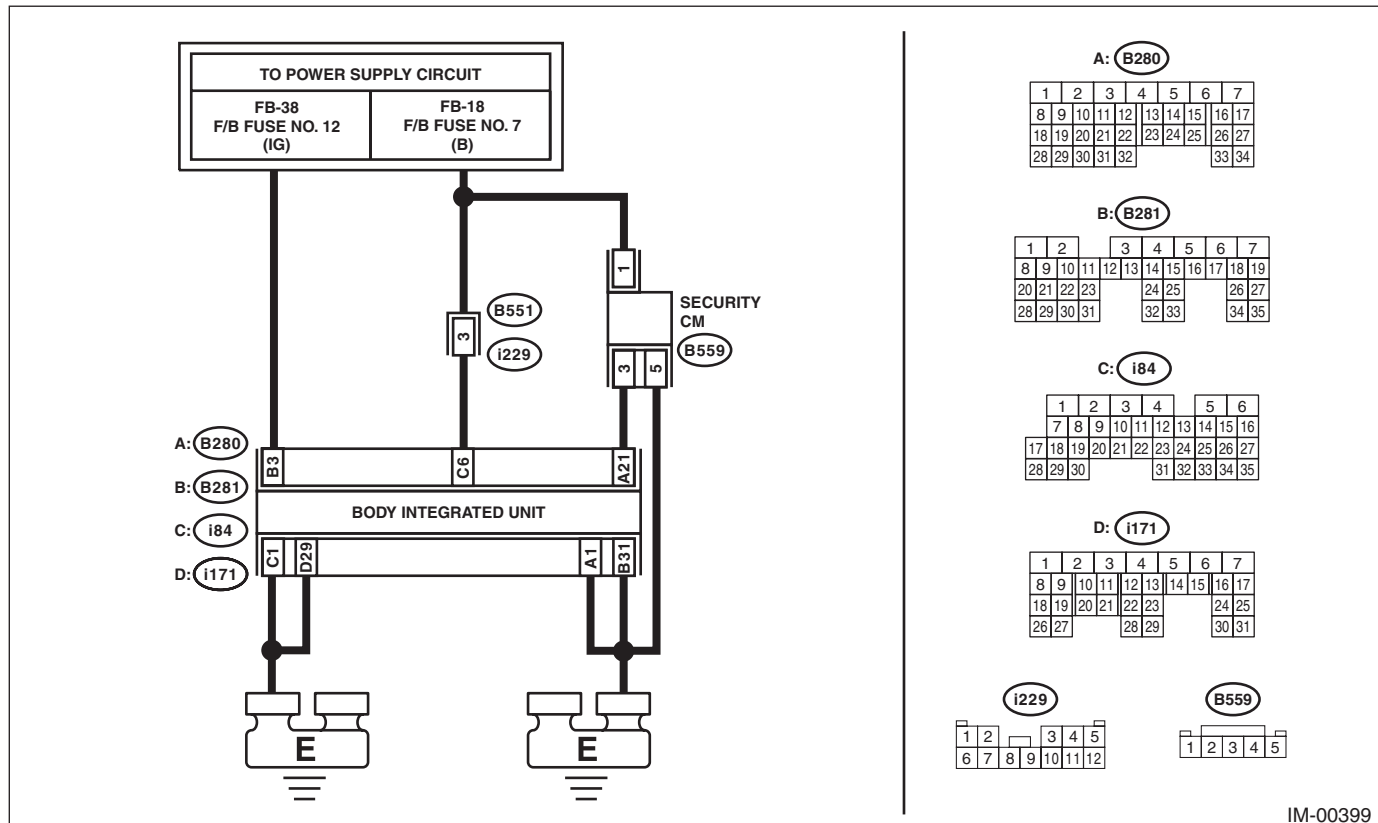 TO POWER SUPPLY CIRCUIT
FB-38
F/B FUSE NO. 12
(IG)
FB-18
F/B FUSE NO. 7
(B)
1
SECURITY
CM
B559
3 5
B551
3
i229
A: B280
B: B281
C: i84
D: i171
B3 C6 A21
BODY INTEGRATED UNIT
C1 D29 A1 B31
E E
A: B280
1 2 3 4 5 6 7
8 9 10 11 12 13 14 15 16 17
18 19 20 21 22 23 24 25 26 27
28 29 30 31 32 33 34
B: B281
1 2 3 4 5 6 7
8 9 10 11 12 13 14 15 16 17 18 19
20 21 22 23 24 25 26 27
28 29 30 31 32 33 34 35
C: i84
1 2 3 4 5 6
7 8 9 10 11 12 13 14 15 16
17 18 19 20 21 22 23 24 25 26 27
28 29 30 31 32 33 34 35
D: i171
1 2 3 4 5 6 7
8 9 10 11 12 13 14 15 16 17
18 19 20 21 22 23 24 25
26 27 28 29 30 31
i229
1 2 3 4 5
6 7 8 9 10 11 12
B559
1 2 3 4 5
IM-00399